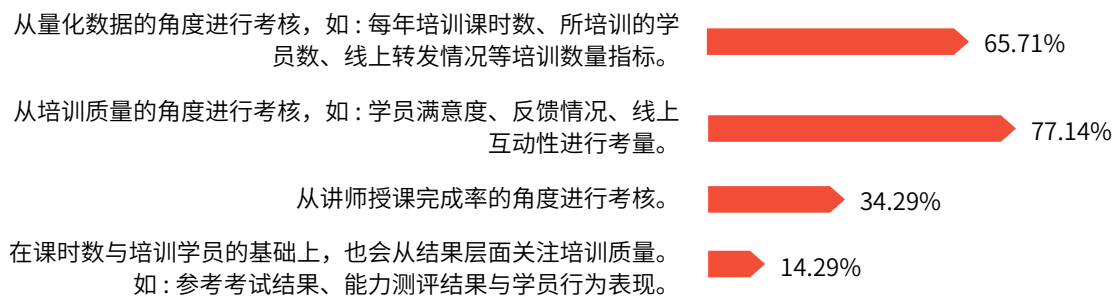 从量化数据的角度进行考核，如：每年培训课时数、所培训的学
员数、线上转发情况等培训数量指标。
65.71%
从培训质量的角度进行考核，如：学员满意度、反馈情况、线上
互动性进行考量。
77.14%
从讲师授课完成率的角度进行考核。
34.29%
在课时数与培训学员的基础上，也会从结果层面关注培训质量。
如：参考考试结果、能力测评结果与学员行为表现。
14.29%